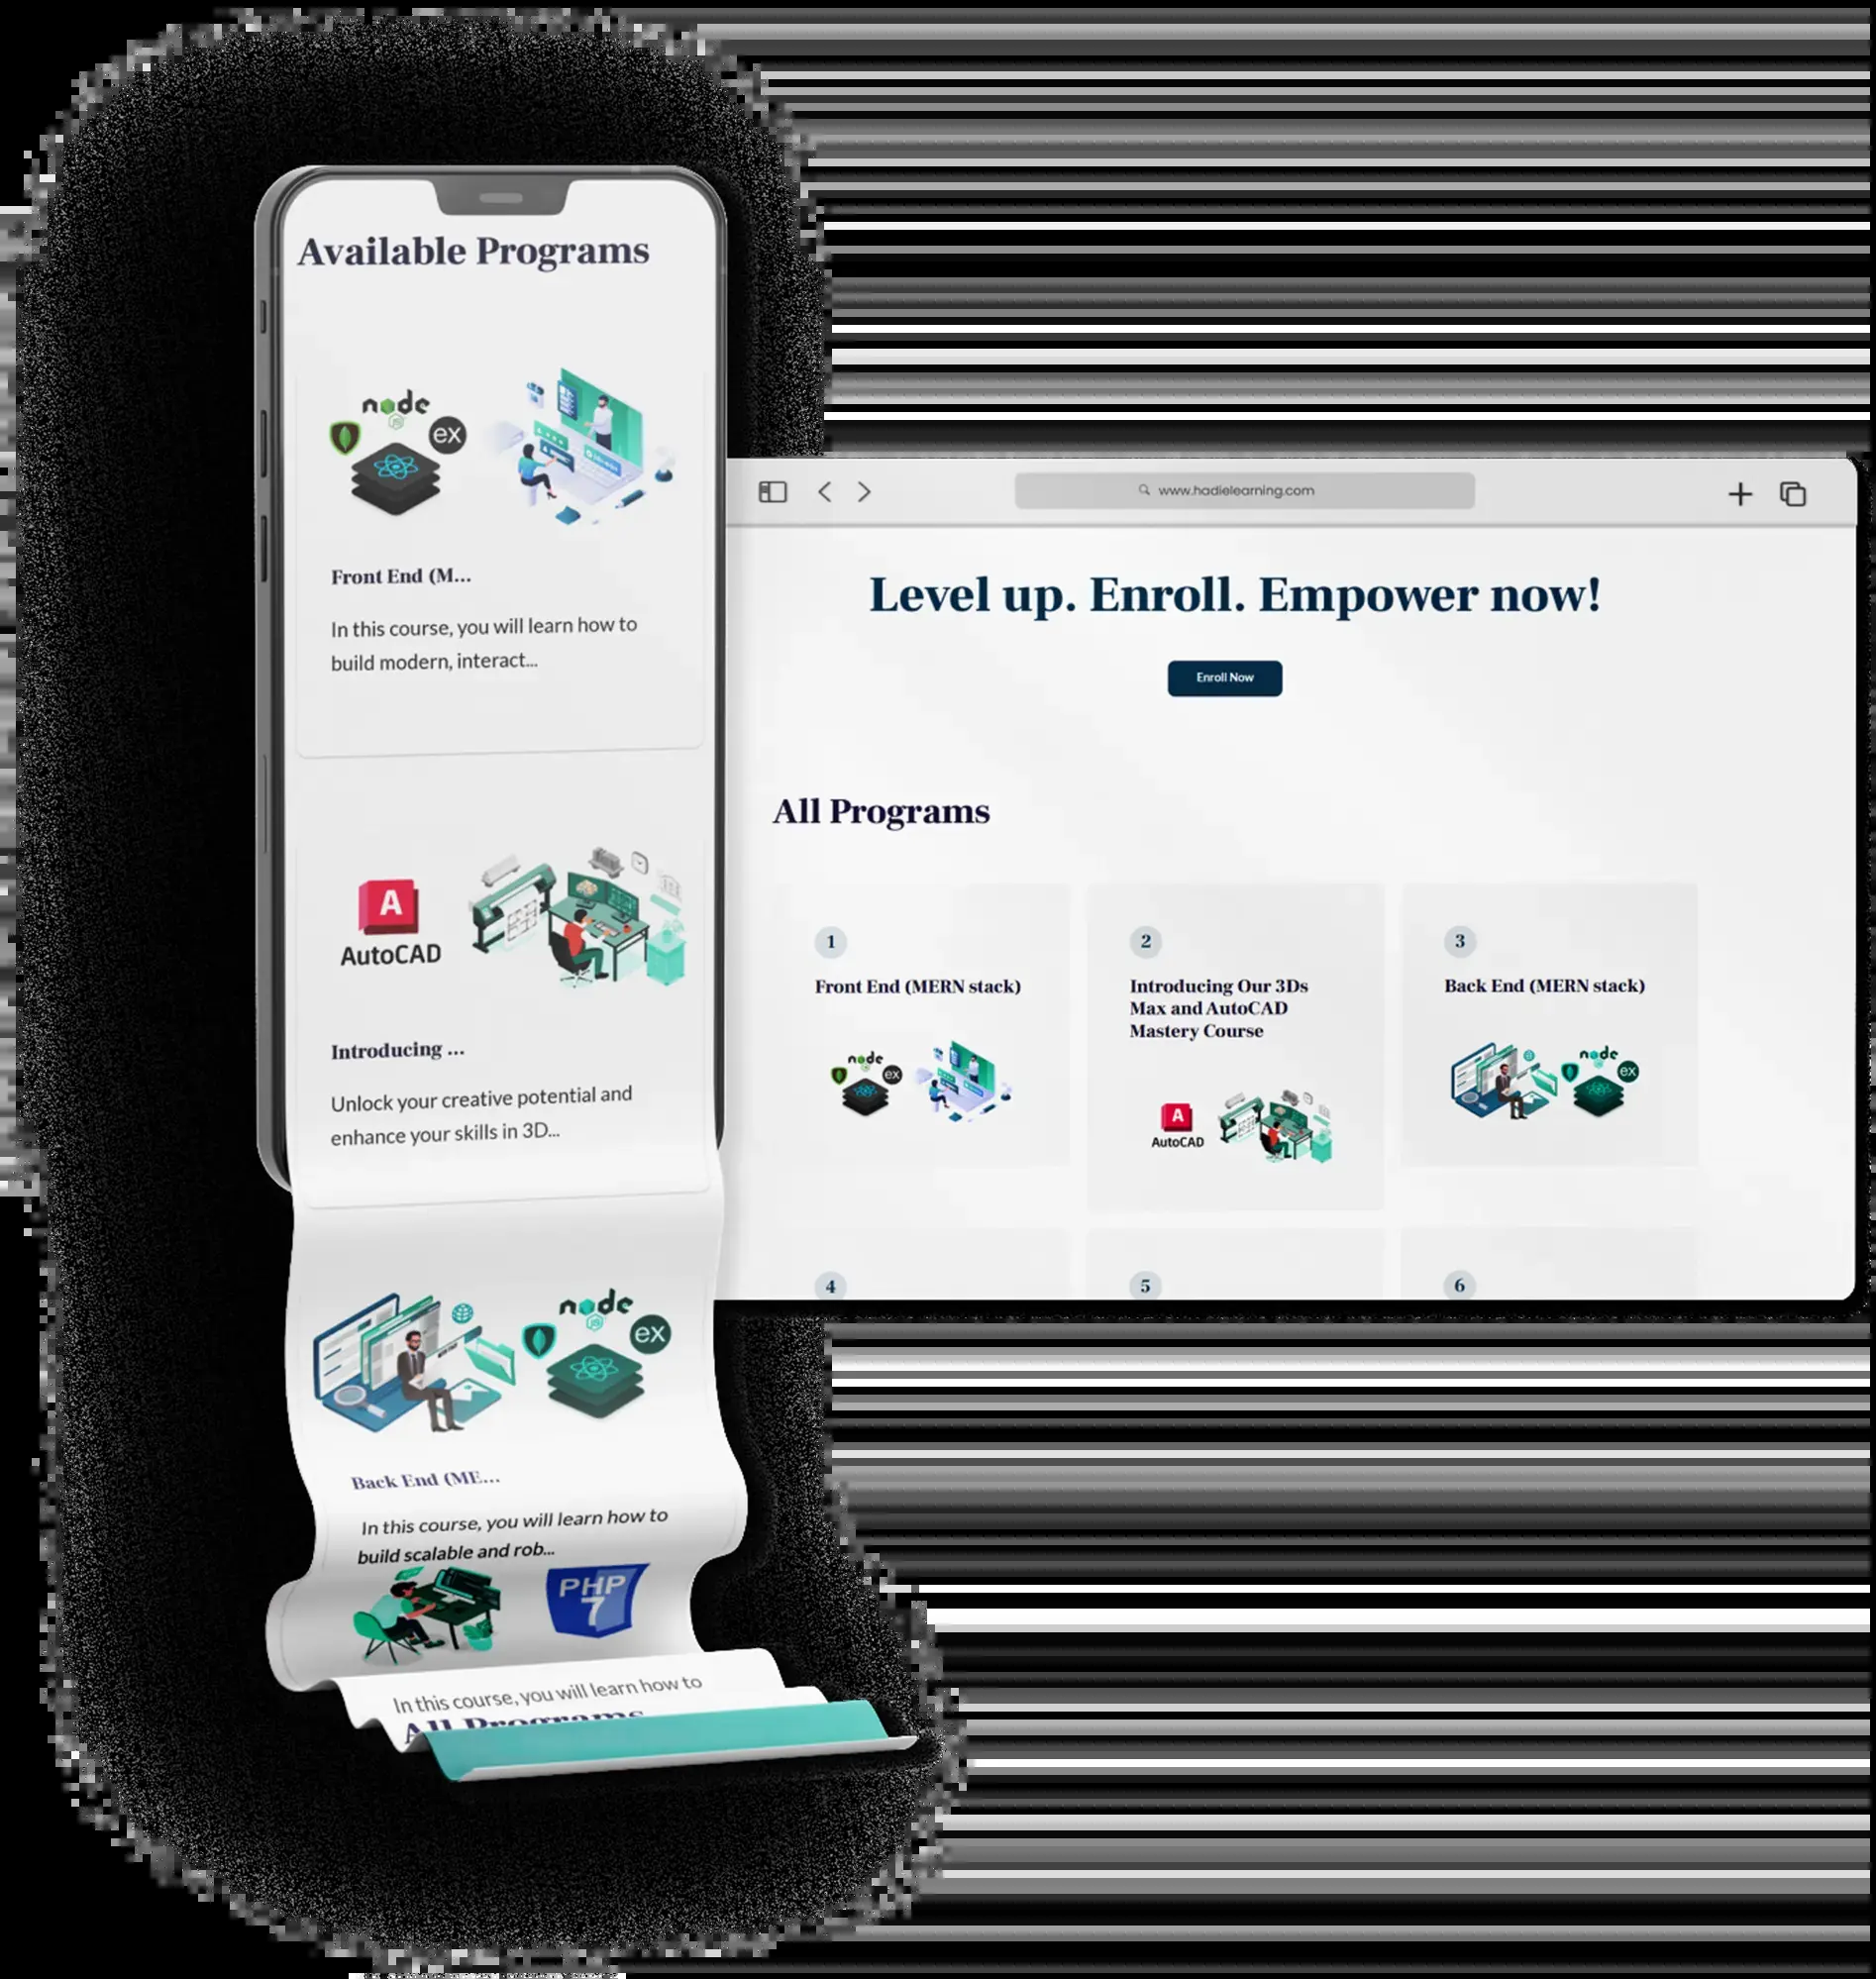 Available Programs
node
JS
ex
Front End (M...
In this course, you will learn how to
build modern, interact...
A
AutoCAD
Introducing ...
Unlock your creative potential and
enhance your skills in 3D...
node
JS
ex
Back End (ME...
In this course, you will learn how to
build scalable and rob...
PHP
7
In this course, you will learn how to
All Programs
www.hadielearning.com
Level up. Enroll. Empower now!
Enroll Now
All Programs
1
Front End (MERN stack)
node
ex
2
Introducing Our 3Ds
Max and AutoCAD
Mastery Course
A
AutoCAD
3
Back End (MERN stack)
node
ex
4
5
6